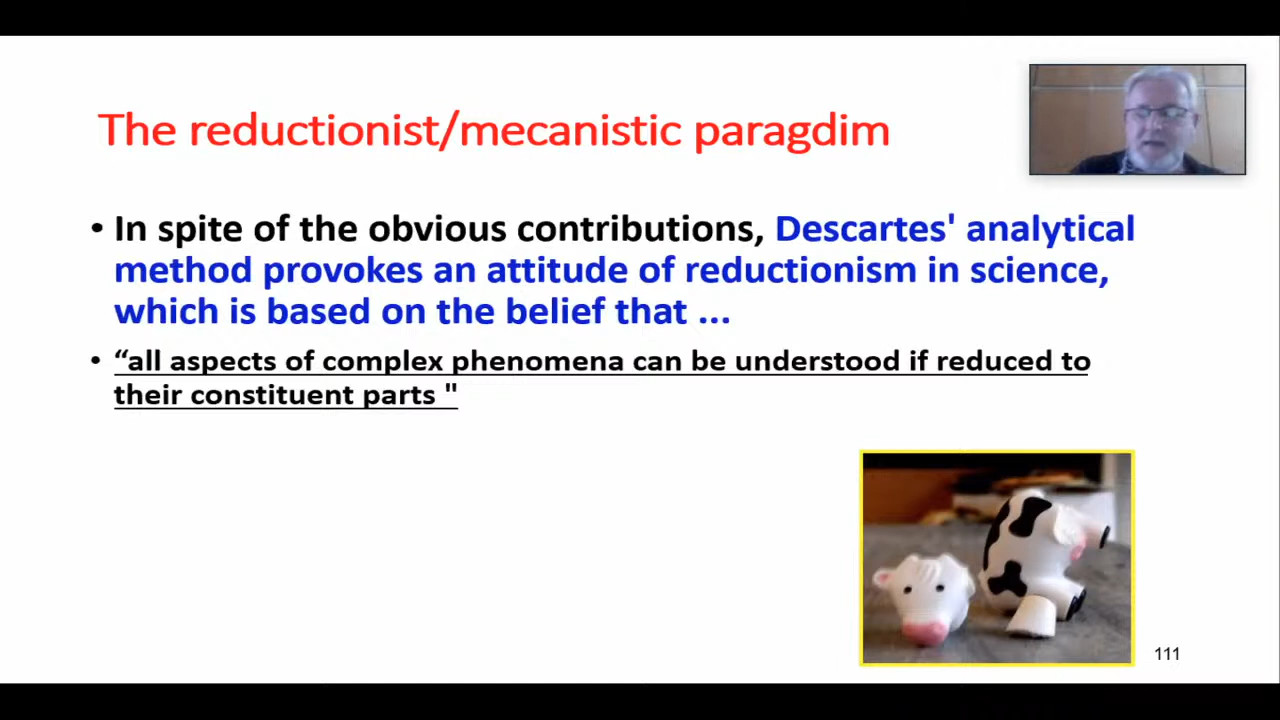 The reductionist/mecanistic paragdim
• In spite of the obvious contributions, Descartes' analytical
method provokes an attitude of reductionism in science,
which is based on the belief that ...
• “all aspects of complex phenomena can be understood if reduced to
their constituent parts "
111